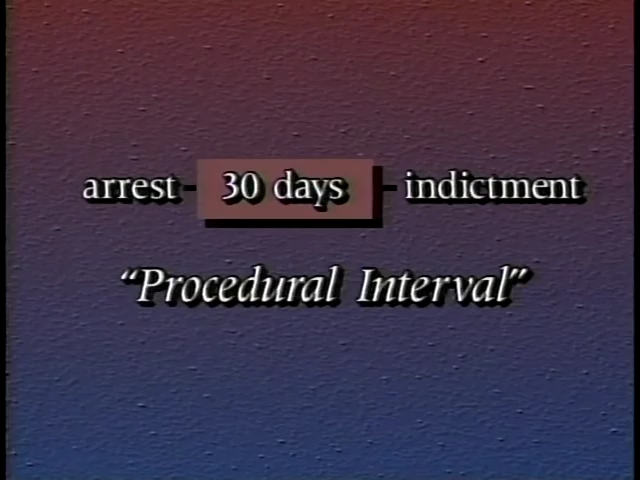 arrest - 30 days - indictment
“Procedural Interval”